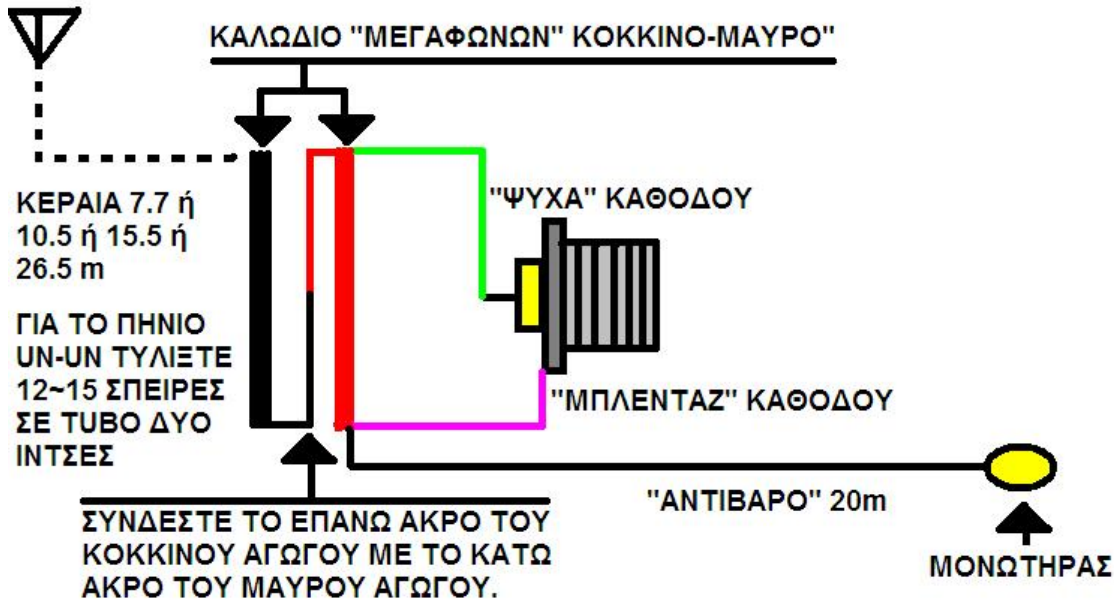 ΚΑΛΩΔΙΟ "ΜΕΓΑΦΩΝΩΝ" ΚΟΚΚΙΝΟ-ΜΑΥΡΟ"
ΚΕΡΑΙΑ 7.7 ή
10.5 ή 15.5 ή
26.5 m
"ΨΥΧΑ" ΚΑΘΟΔΟΥ
ΓΙΑ ΤΟ ΠΗΝΙΟ
UN-UN ΤΥΛΙΞΤΕ
12~15 ΣΠΕΙΡΕΣ
ΣΕ TUBO ΔΥΟ
ΙΝΤΣΕΣ
"ΜΠΛΕΝΤΑΖ" ΚΑΘΟΔΟΥ
"ΑΝΤΙΒΑΡΟ" 20m
ΜΟΝΩΤΗΡΑΣ
ΣΥΝΔΕΣΤΕ ΤΟ ΕΠΑΝΩ ΑΚΡΟ ΤΟΥ
ΚΟΚΚΙΝΟΥ ΑΓΩΓΟΥ ΜΕ ΤΟ ΚΑΤΩ
ΑΚΡΟ ΤΟΥ ΜΑΥΡΟΥ ΑΓΩΓΟΥ.